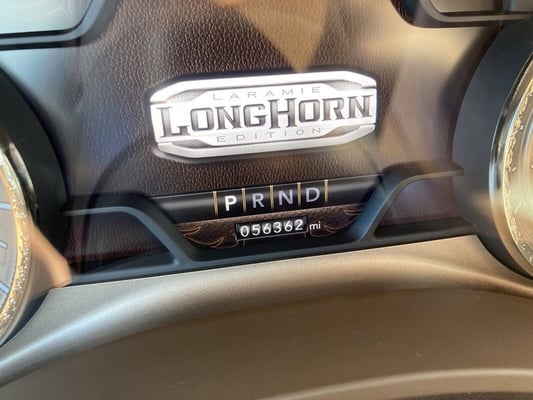 LARAMIE
LONGHORN
EDITION
P R N D
056362 mi